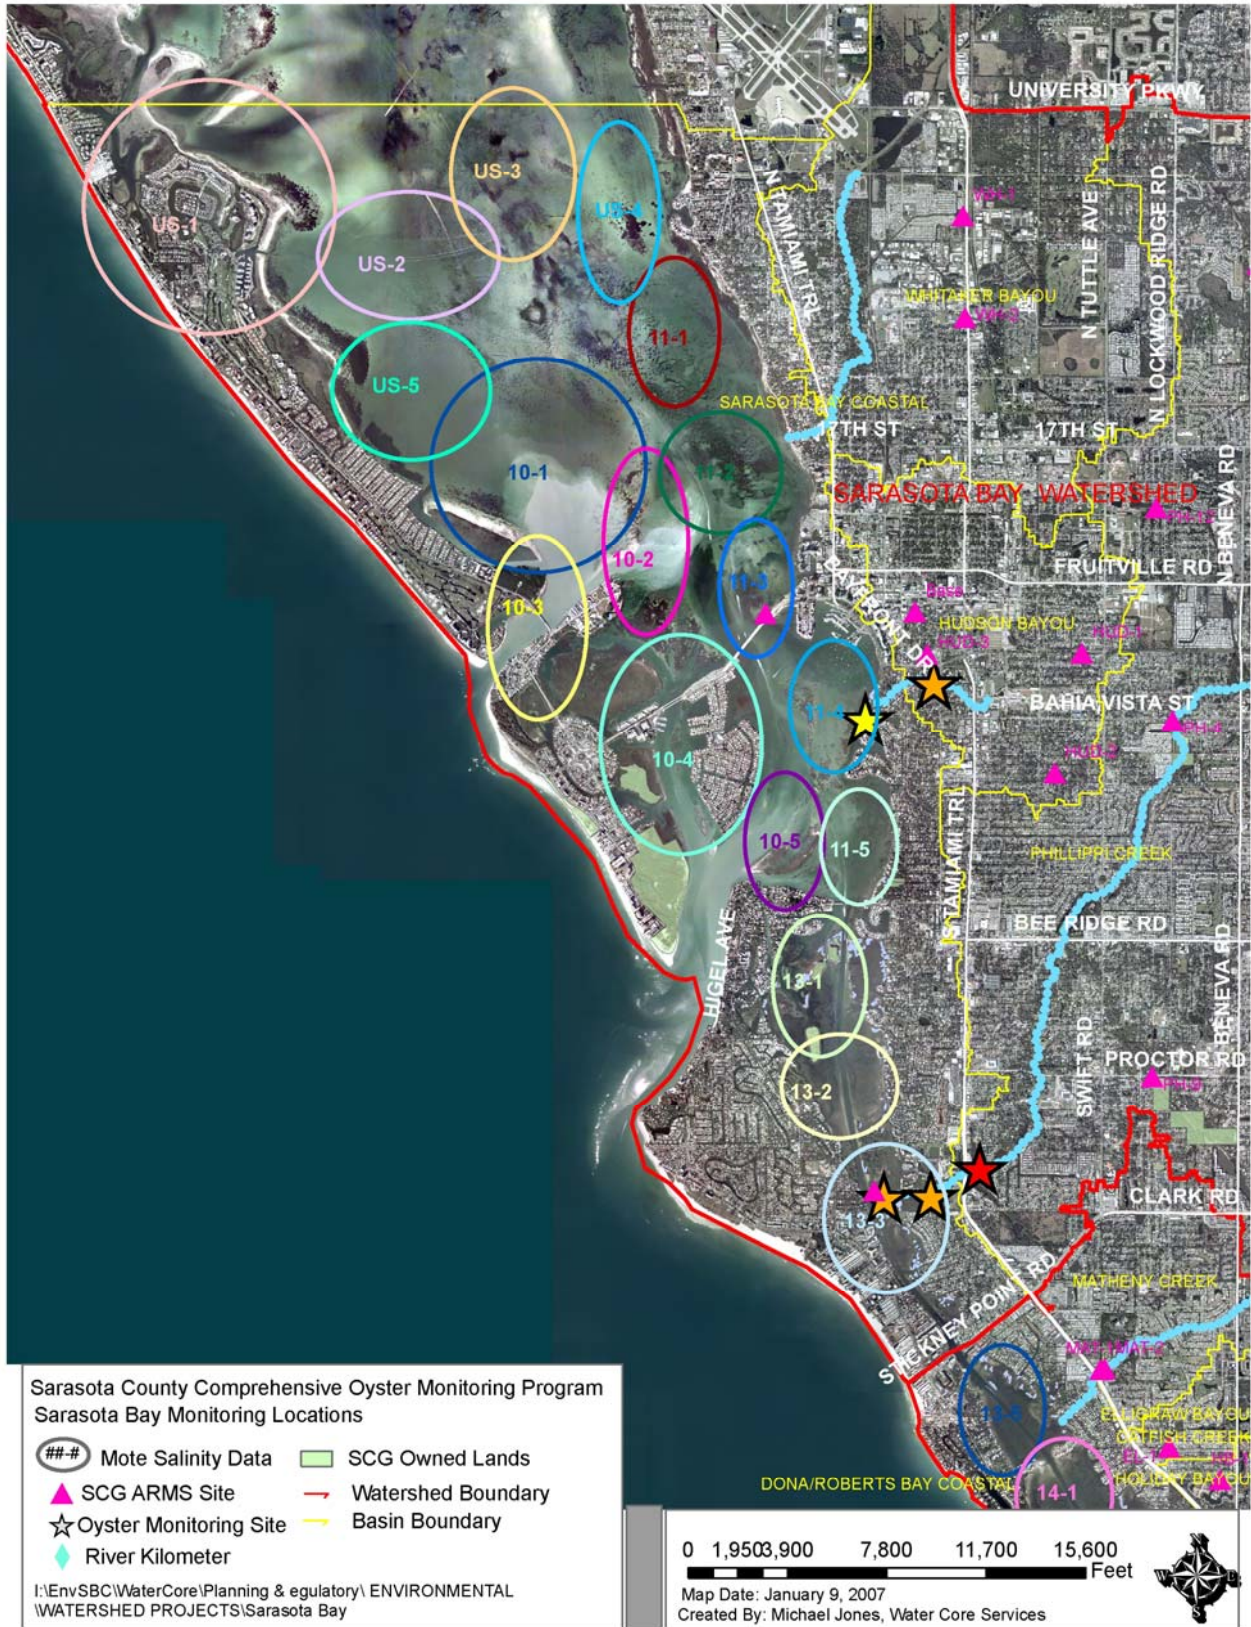 UNIVERSITY PKWY
US-3
US-4
US-1
US-2
N TAMIAMI TRL
WH-1
N TUTTLE AVE
N LOCKWOOD RIDGE RD
WHITAKER BAYOU
WH-2
11-1
US-5
SARASOTA BAY COASTAL
17TH ST
17TH ST
10-1
11-2
SARASOTA BAY WATERSHED
N BENEVA RD
10-2
FRUITVILLE RD
11-3
BAYFRONT DR
10-3
HUDSON BAYOU
HUD-3
HUD-1
BAHIA VISTA ST
11-4
PH-4
10-4
HUD-2
S TAMIAMI TRL
10-5
11-5
PHILLIPPI CREEK
BEE RIDGE RD
HIGEL AVE
13-1
BENEVA RD
SWIFT RD
PROCTOR RD
13-2
CLARK RD
13-3
STICKNEY POINT RD
MATHENY CREEK
ELLIGRAW BAYOU
CATFISH CREEK
HOLIDAY BAYOU
DONA/ROBERTS BAY COASTAL
14-1
Sarasota County Comprehensive Oyster Monitoring Program
Sarasota Bay Monitoring Locations
##-# Mote Salinity Data
SCG Owned Lands
SCG ARMS Site
Watershed Boundary
Oyster Monitoring Site
Basin Boundary
River Kilometer
I:\EnvSBC\WaterCore\Planning & egulatory\ ENVIRONMENTAL
\WATERSHED PROJECTS\Sarasota Bay
0 1,950 3,900 7,800 11,700 15,600
Feet
Map Date: January 9, 2007
Created By: Michael Jones, Water Core Services